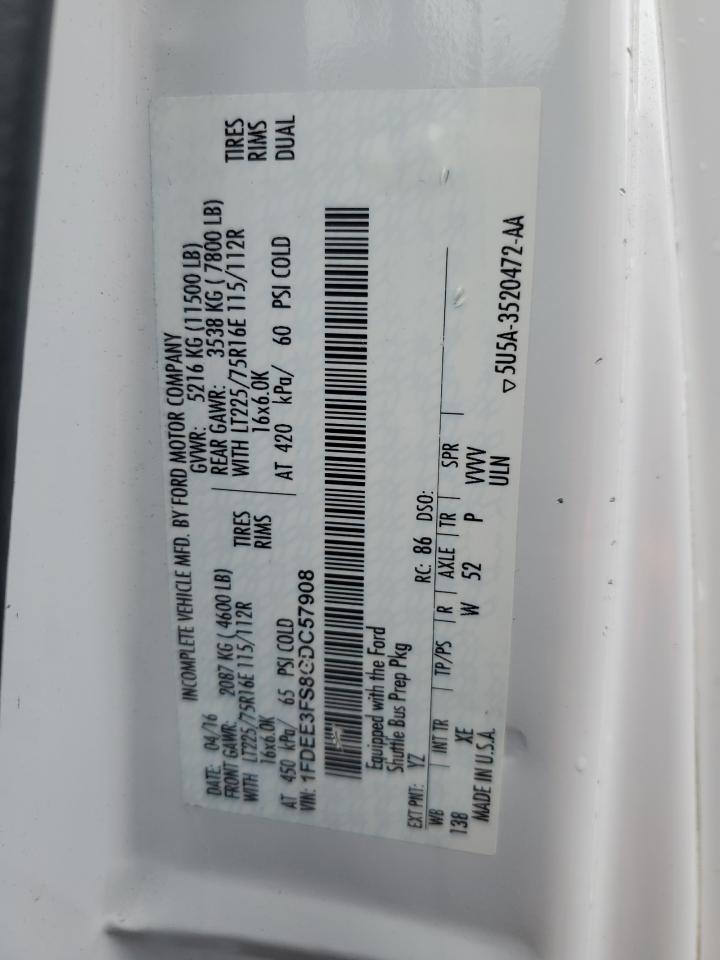 INCOMPLETE VEHICLE MFD. BY FORD MOTOR COMPANY
DATE: 04/16 GVWR: 5216 KG (11500 LB)
FRONT GAWR: 2087 KG (4600 LB) REAR GAWR: 3538 KG (7800 LB)
WITH LT225/75R16E 115/112R TIRES WITH LT225/75R16E 115/112R TIRES
16x6.0K RIMS 16x6.0K RIMS
AT 450 kPa/ 65 PSI COLD AT 420 kPa/ 60 PSI COLD DUAL
VIN: 1FDEE3FS8GDC57908
Equipped with the Ford
Shuttle Bus Prep Pkg
EXT PNT: YZ RC: 86 DSO:
WB INT TR TP/PS R AXLE TR SPR
138 XE W 52 P VVVV
MADE IN U.S.A. ULN
▽5U5A-3520472-AA